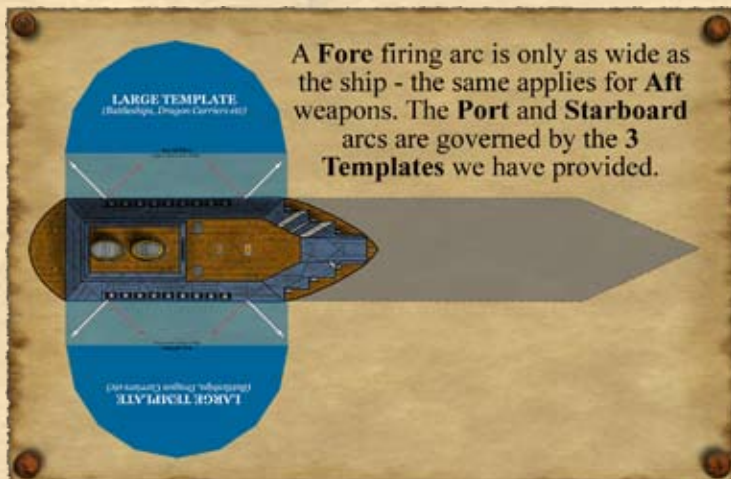 A Fore firing arc is only as wide as
the ship - the same applies for Aft
weapons. The Port and Starboard
arcs are governed by the 3
Templates we have provided.
LARGE TEMPLATE
(Battleships, Dragon Carriers etc)
LARGE TEMPLATE
(Battleships, Dragon Carriers etc)